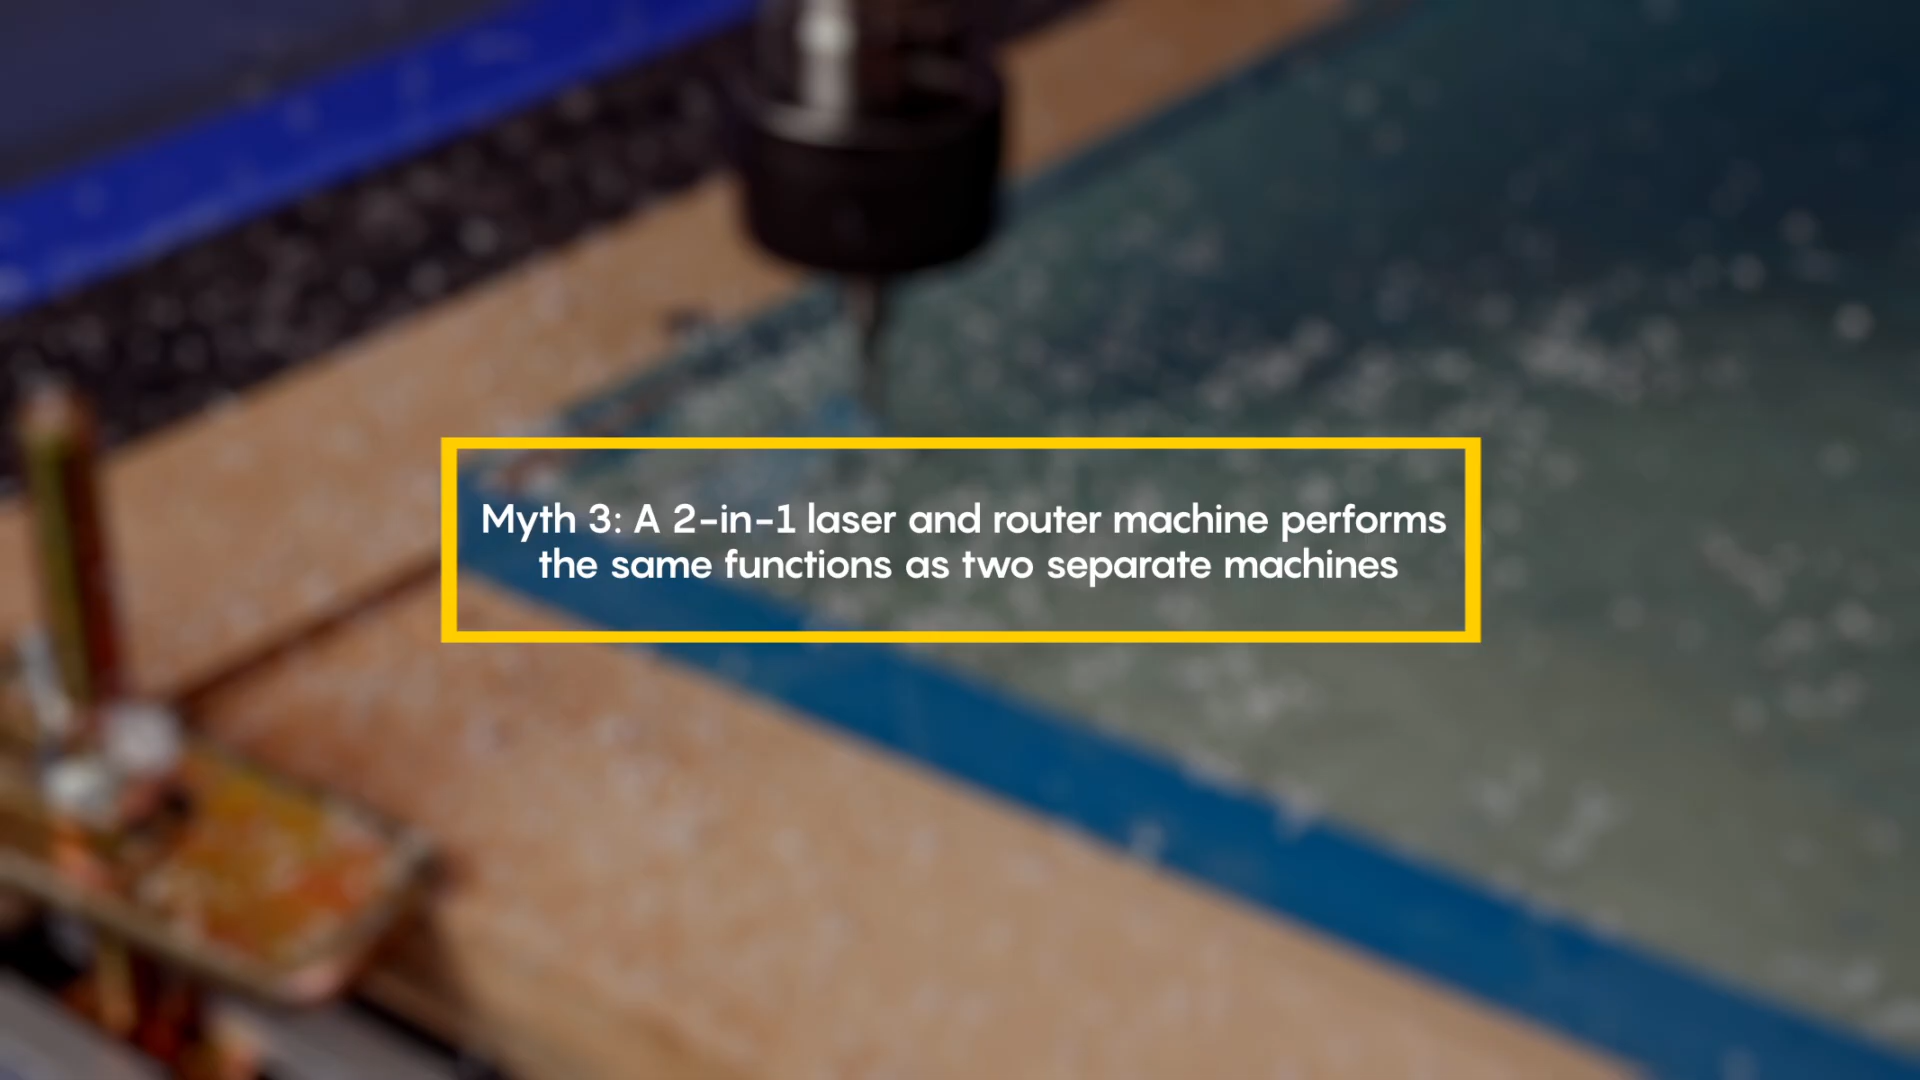 Myth 3: A 2-in-1 laser and router machine performs
the same functions as two separate machines